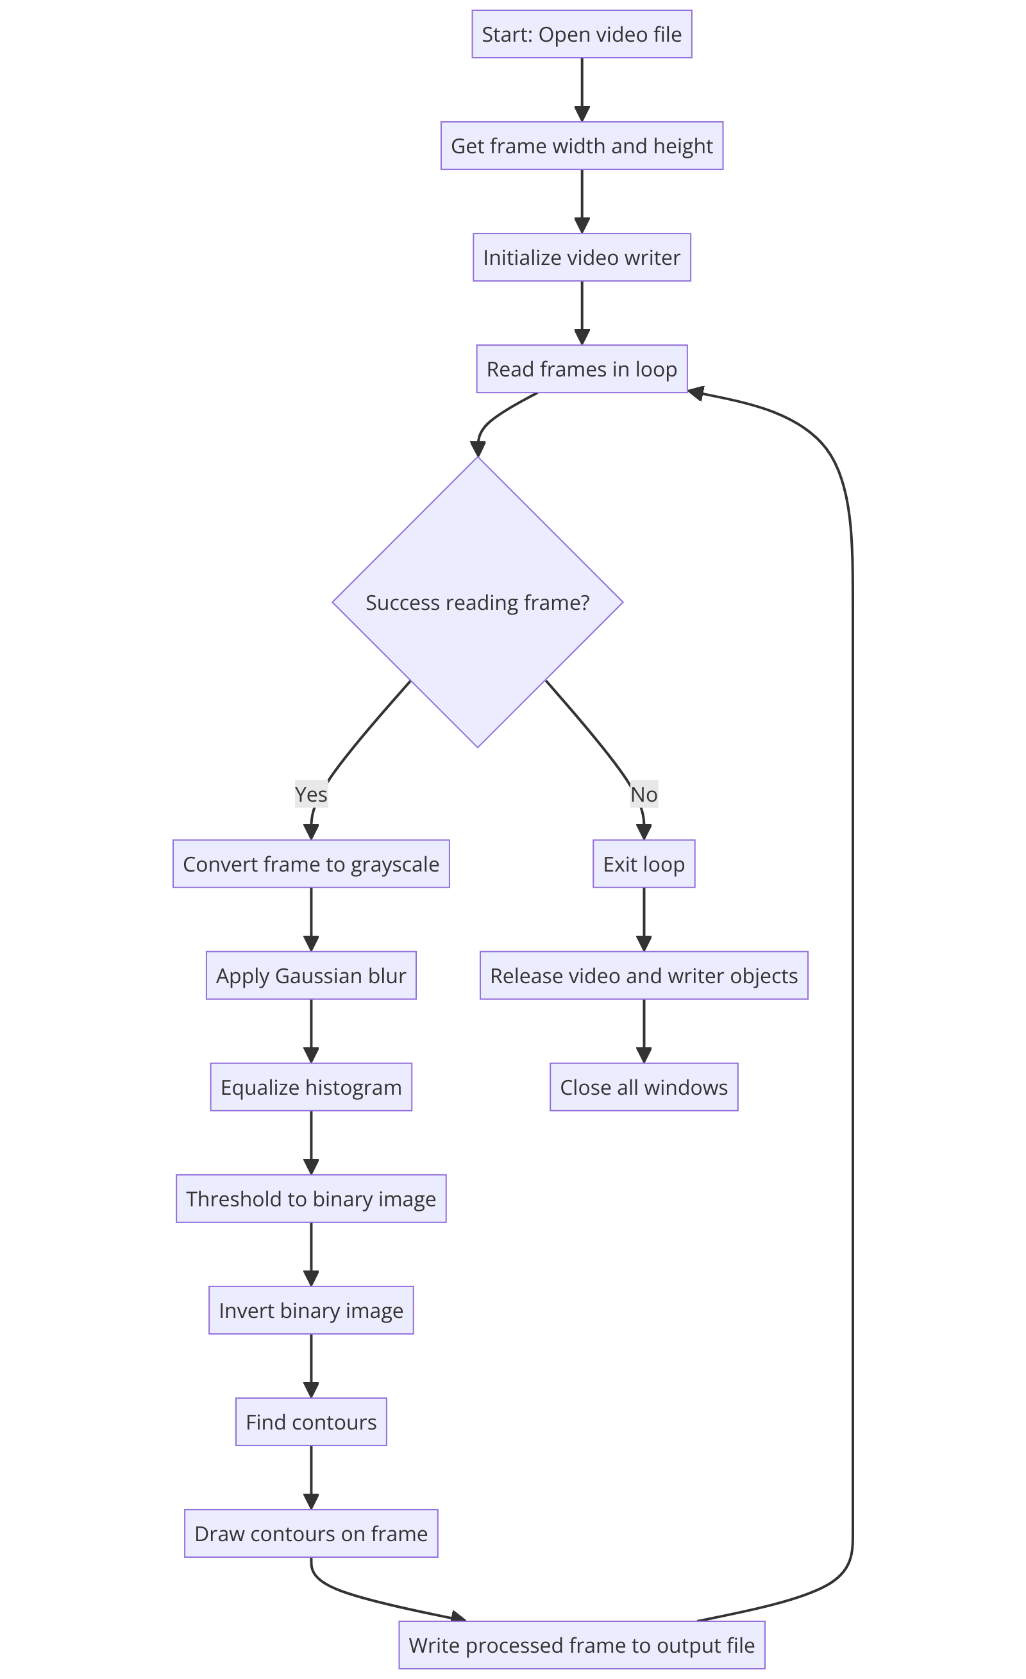 Start: Open video file
Get frame width and height
Initialize video writer
Read frames in loop
Success reading frame?
Yes
No
Convert frame to grayscale
Exit loop
Apply Gaussian blur
Release video and writer objects
Equalize histogram
Close all windows
Threshold to binary image
Invert binary image
Find contours
Draw contours on frame
Write processed frame to output file